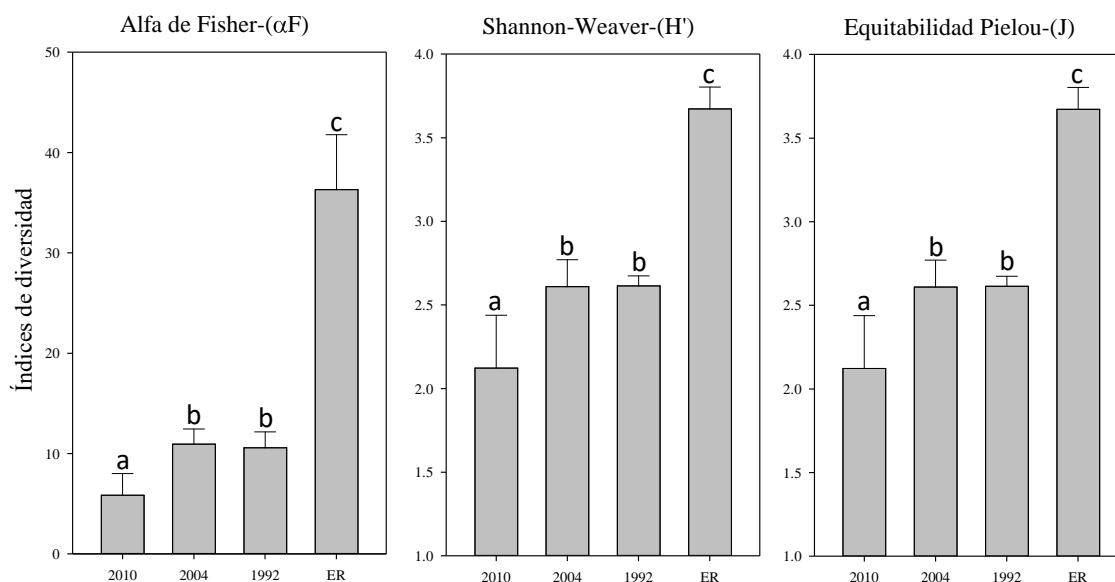 Alfa de Fisher-(αF)
Shannon-Weaver-(H')
Equitabilidad Pielou-(J)
Índices de diversidad
50
40
30
20
10
0
a
b
b
c
2010
2004
1992
ER
4.0
3.5
3.0
2.5
2.0
1.5
1.0
a
b
b
c
2010
2004
1992
ER
4.0
3.5
3.0
2.5
2.0
1.5
1.0
a
b
b
c
2010
2004
1992
ER